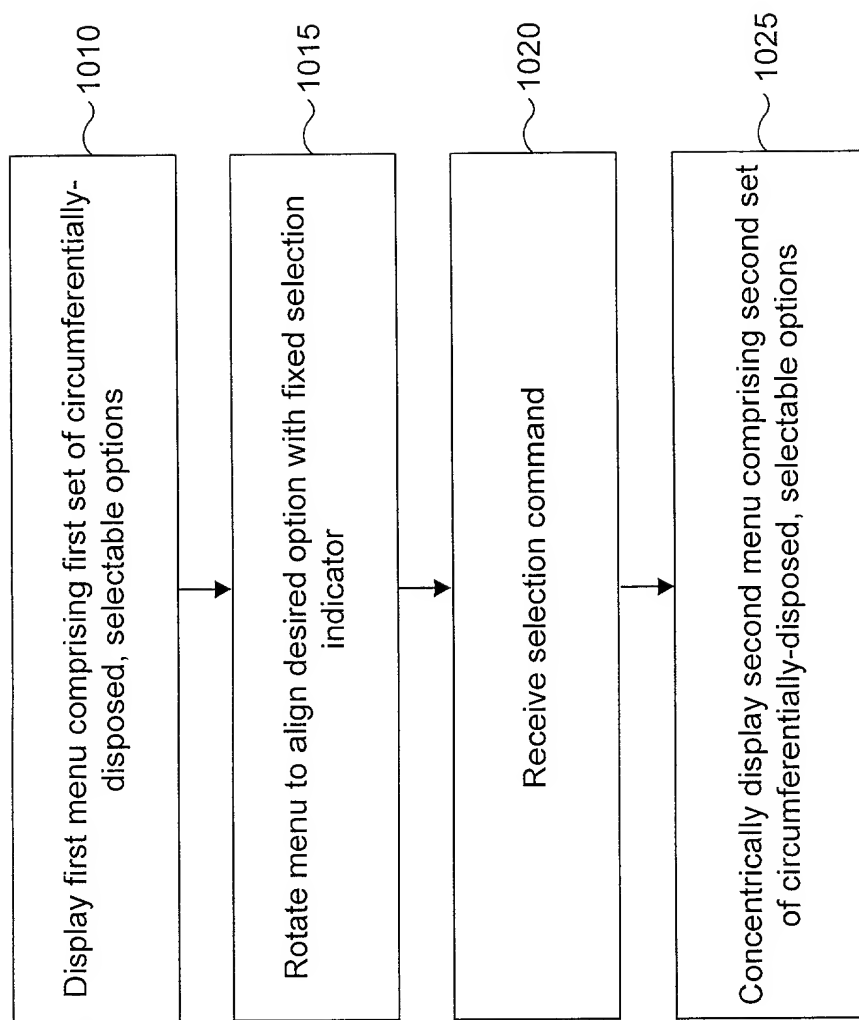 Display first menu comprising first set of circumferentially-
disposed, selectable options
1010
Rotate menu to align desired option with fixed selection
indicator
1015
Receive selection command
1020
Concentrically display second menu comprising second set
of circumferentially-disposed, selectable options
1025